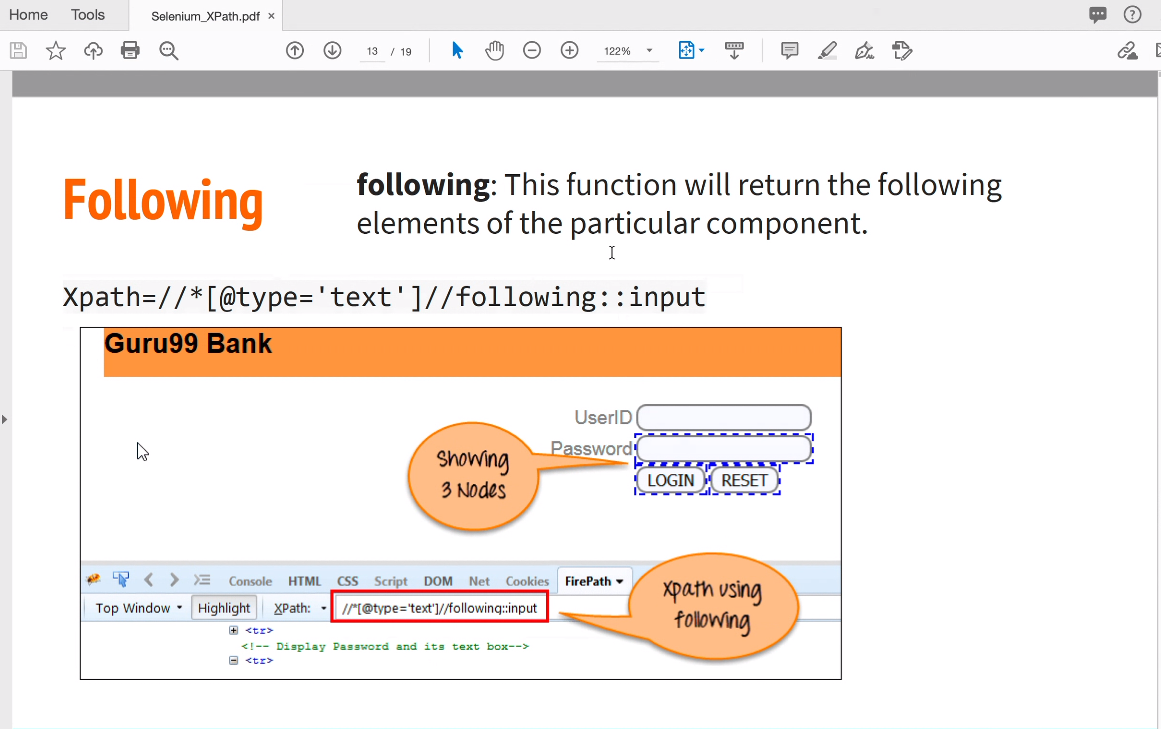 Home Tools Selenium_XPath.pdf ×
13 / 19 122%
Following
following: This function will return the following
elements of the particular component.
Xpath=//*[@type='text']//following::input
Guru99 Bank
UserID
Password
LOGIN RESET
Showing
3 Nodes
Console HTML CSS Script DOM Net Cookies FirePath
Top Window Highlight XPath: //*[@type='text']//following::input
Xpath using
following
<tr>
<!-- Display Password and its text box-->
<tr>